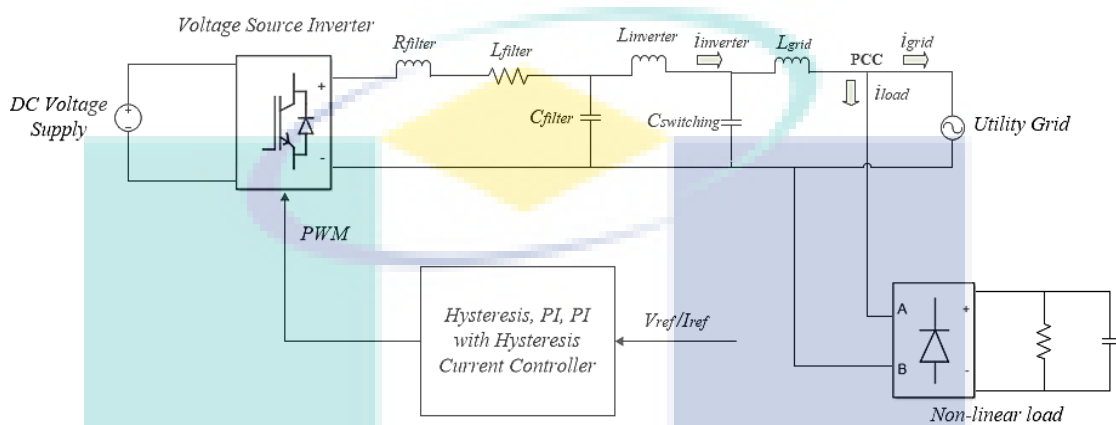 Voltage Source Inverter
Rfilter
Lfilter
Linverter
iinverter
Lgrid
PCC
igrid
iload
DC Voltage
Supply
+
-
+
-
Cfilter
Cswitching
Utility Grid
PWM
Hysteresis, PI, PI
with Hysteresis
Current Controller
Vref/Iref
A
B
+
-
Non-linear load